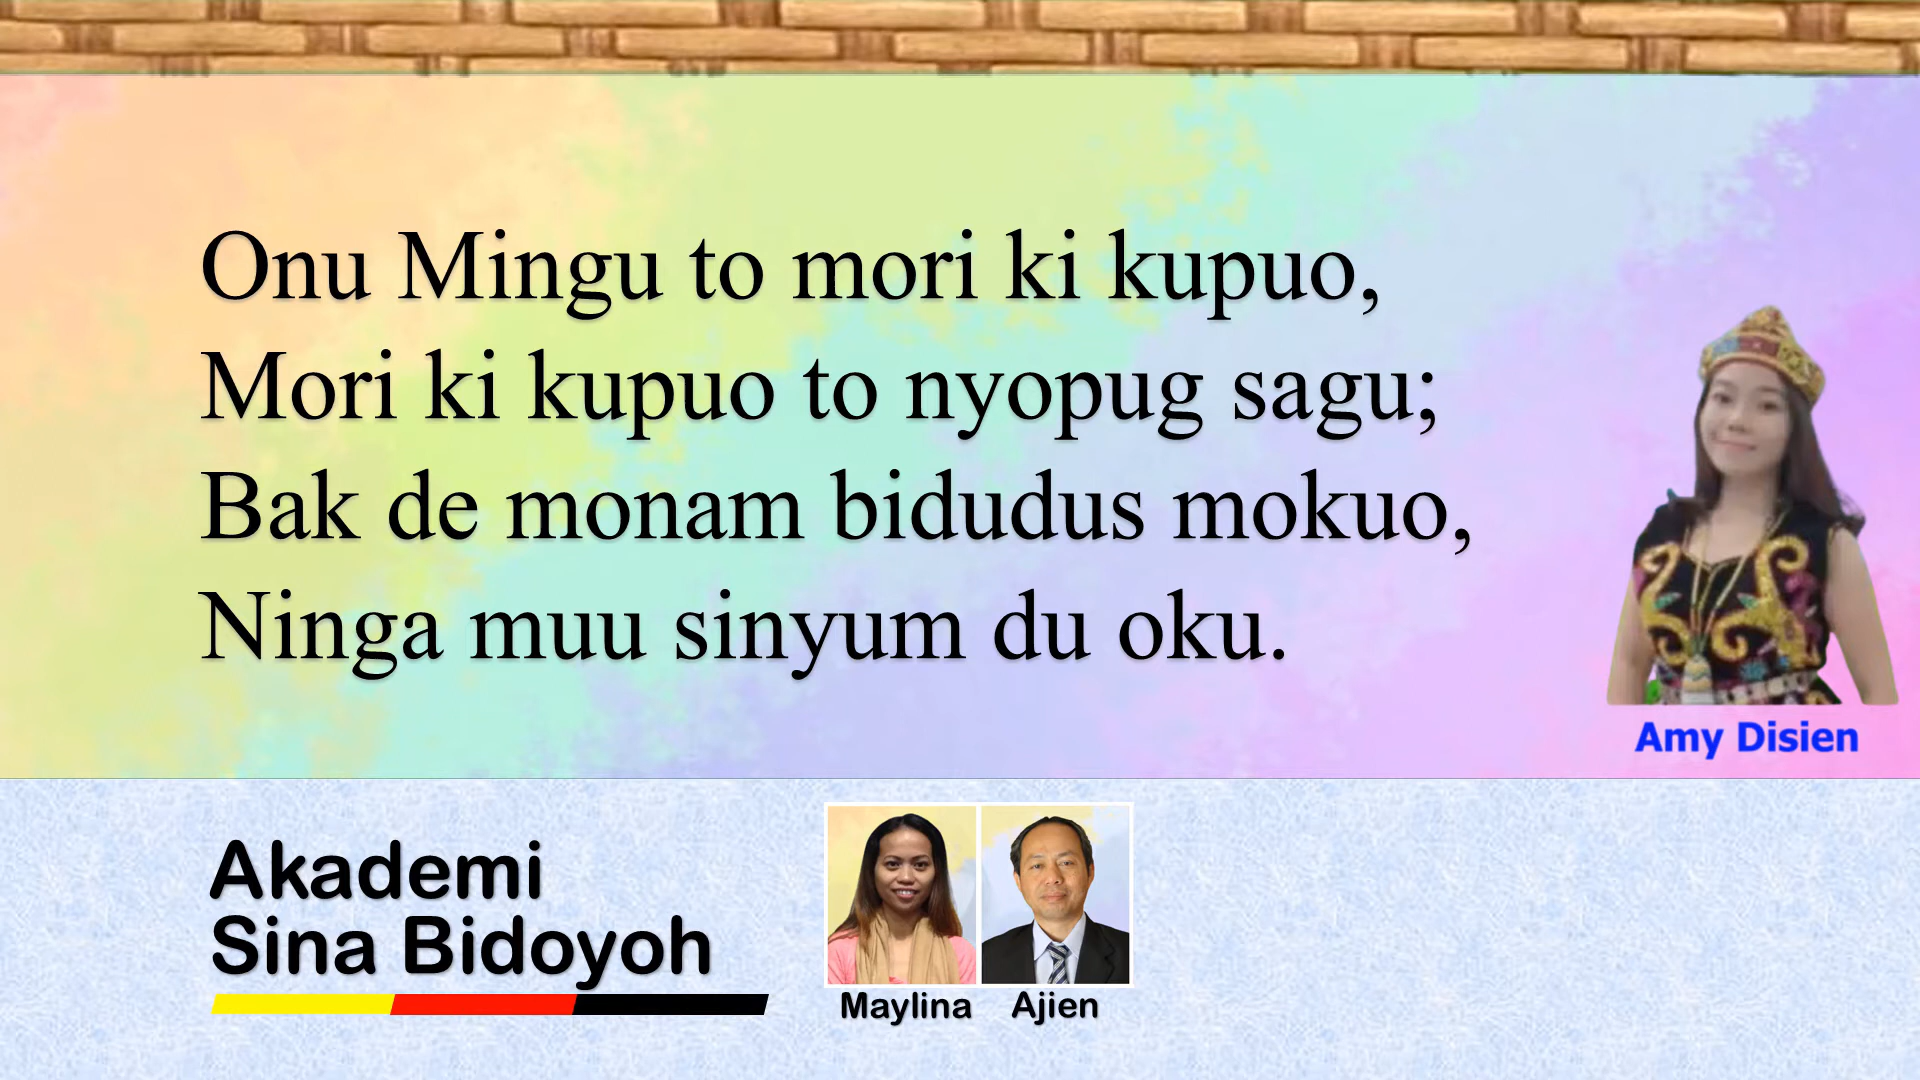 Onu Mingu to mori ki kupuo,
Mori ki kupuo to nyopug sagu;
Bak de monam bidudus mokuo,
Ninga muu sinyum du oku.
Amy Disien
Akademi
Sina Bidoyoh
Maylina
Ajien